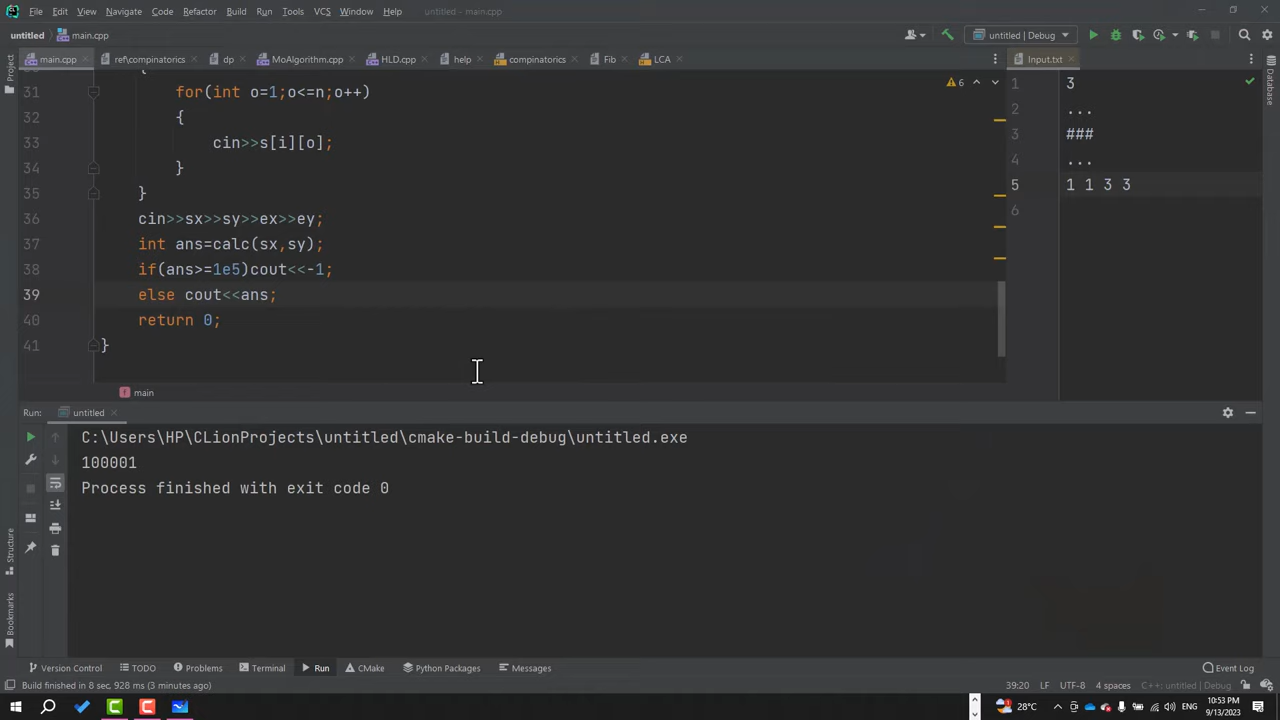 File Edit View Navigate Code Refactor Build Run Tools VCS Window Help untitled - main.cpp
untitled main.cpp untitled | Debug
main.cpp ref\compinatorics dp MoAlgorithm.cpp HLD.cpp help compinatorics Fib LCA Input.txt
Project
Database
6
31 for(int o=1;o<=n;o++)
32 {
33 cin>>s[i][o];
34 }
35 }
36 cin>>sx>>sy>>ex>>ey;
37 int ans=calc(sx,sy);
38 if(ans>=1e5)cout<<-1;
39 else cout<<ans;
40 return 0;
41 }
1 3
2 ...
3 ###
4 ...
5 1 1 3 3
6
f main
Run: untitled
C:\Users\HP\CLionProjects\untitled\cmake-build-debug\untitled.exe
100001
Process finished with exit code 0
Structure
Bookmarks
Version Control TODO Problems Terminal Run CMake Python Packages Messages Event Log
Build finished in 8 sec, 928 ms (3 minutes ago) 39:20 LF UTF-8 4 spaces C++: untitled | Debug
28°C ENG 10:53 PM
9/13/2023